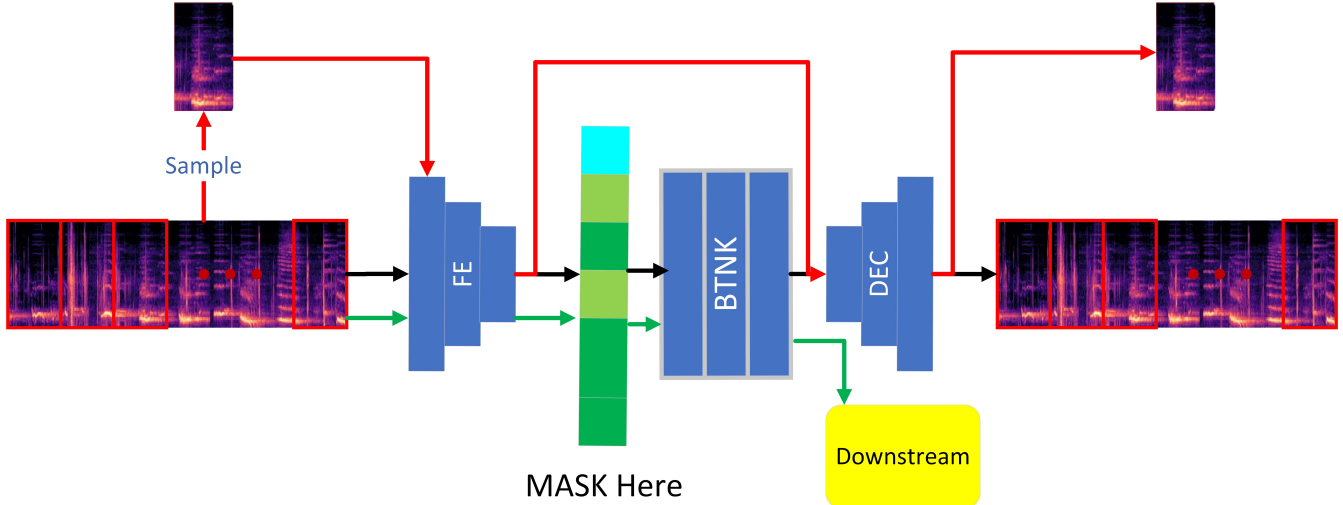 Sample
FE
BTNK
DEC
Downstream
MASK Here